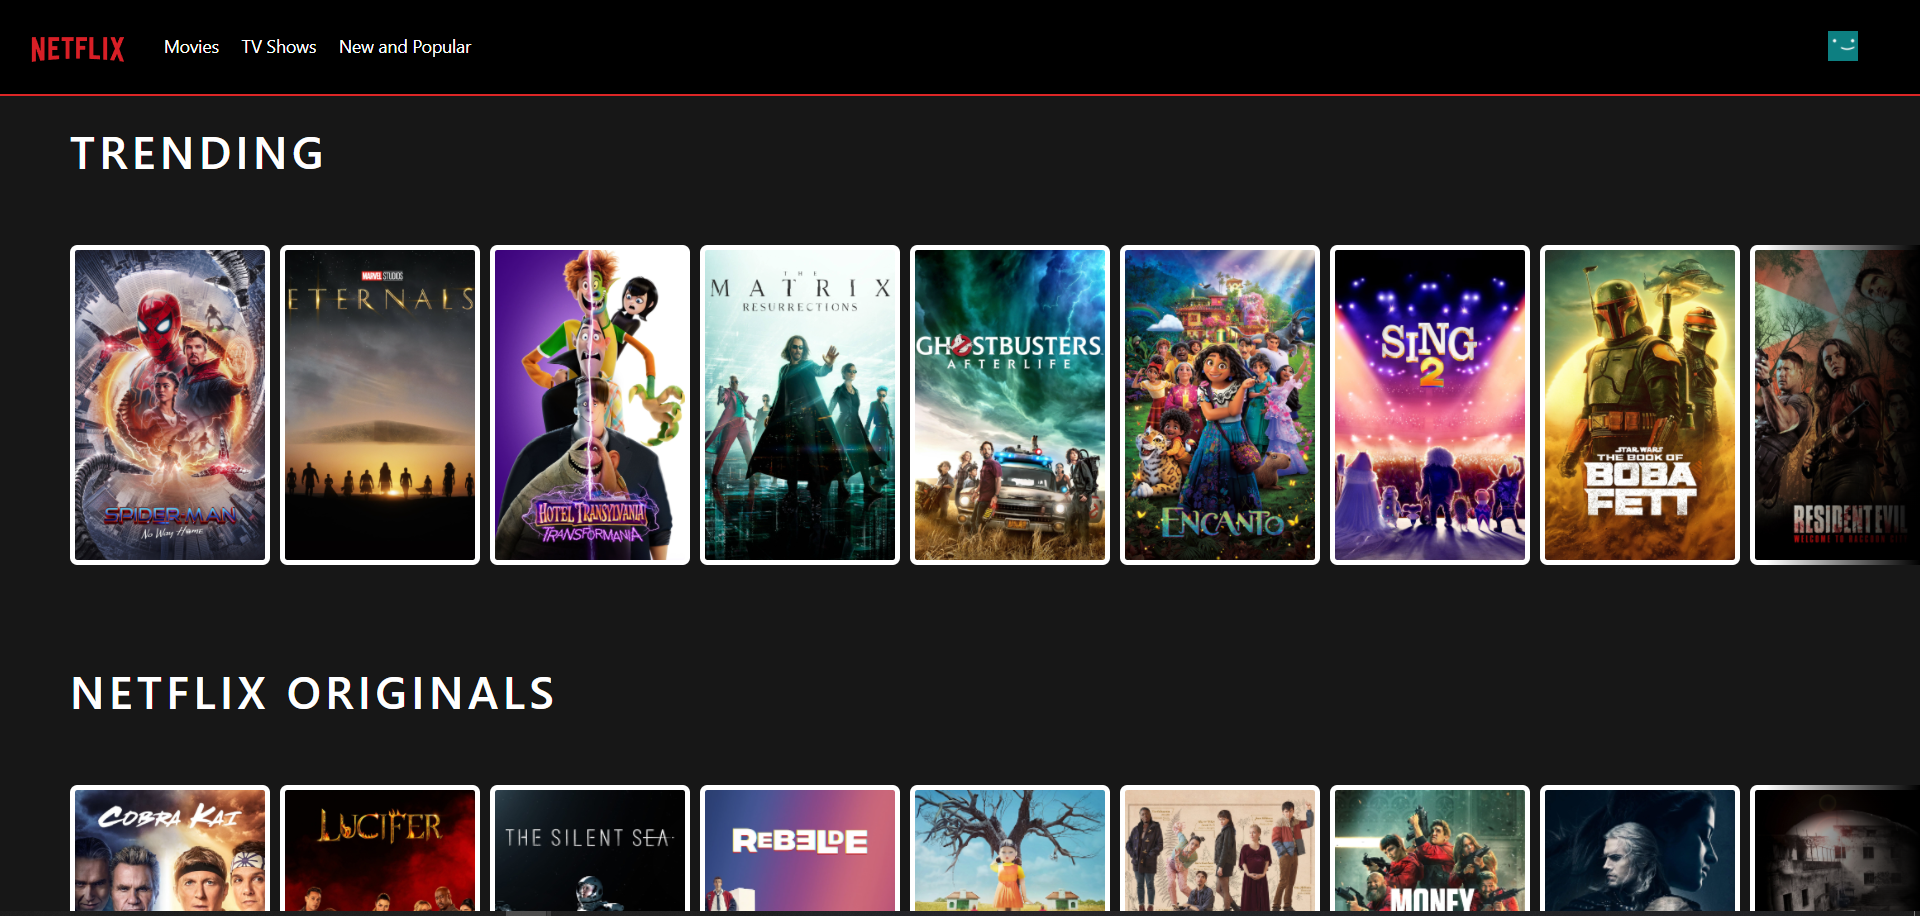 NETFLIX Movies TV Shows New and Popular
TRENDING
SPIDER-MAN
No Way Home
MARVEL STUDIOS
ETERNALS
HOTEL TRANSYLVANIA
TRANSFORMANIA
THE
MATRIX
RESURRECTIONS
GHOSTBUSTERS
AFTERLIFE
ENCANTO
SING
2
STAR WARS
THE BOOK OF
BOBA
FETT
RESIDENT EVIL
WELCOME TO RACCOON CITY
NETFLIX ORIGINALS
COBRA KAI
LUCIFER
THE SILENT SEA
REBELDE
MONEY